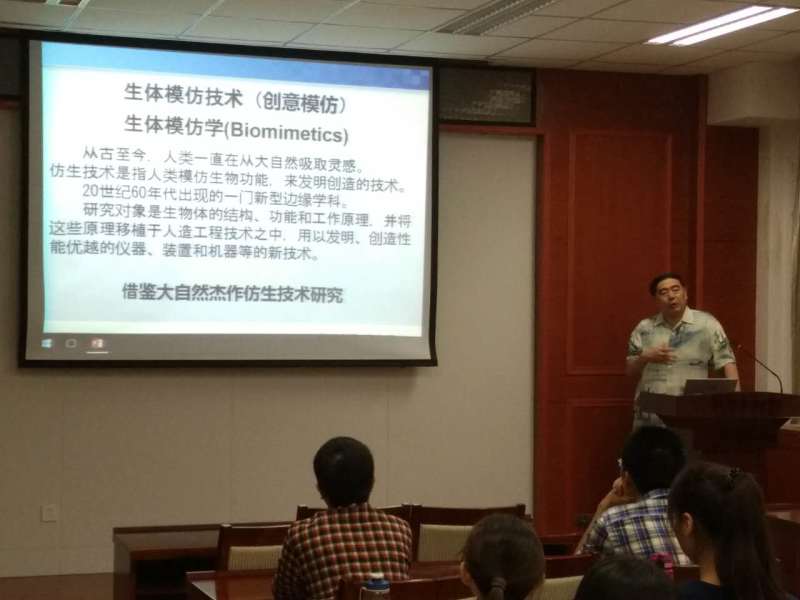 生体模仿技术（创意模仿）
生体模仿学(Biomimetics)
从古至今，人类一直在从大自然吸取灵感。
仿生技术是指人类模仿生物功能，来发明创造的技术。
20世纪60年代出现的一门新型边缘学科。
研究对象是生物体的结构、功能和工作原理，并将
这些原理移植于人造工程技术之中，用以发明、创造性
能优越的仪器、装置和机器等的新技术。
借鉴大自然杰作仿生技术研究